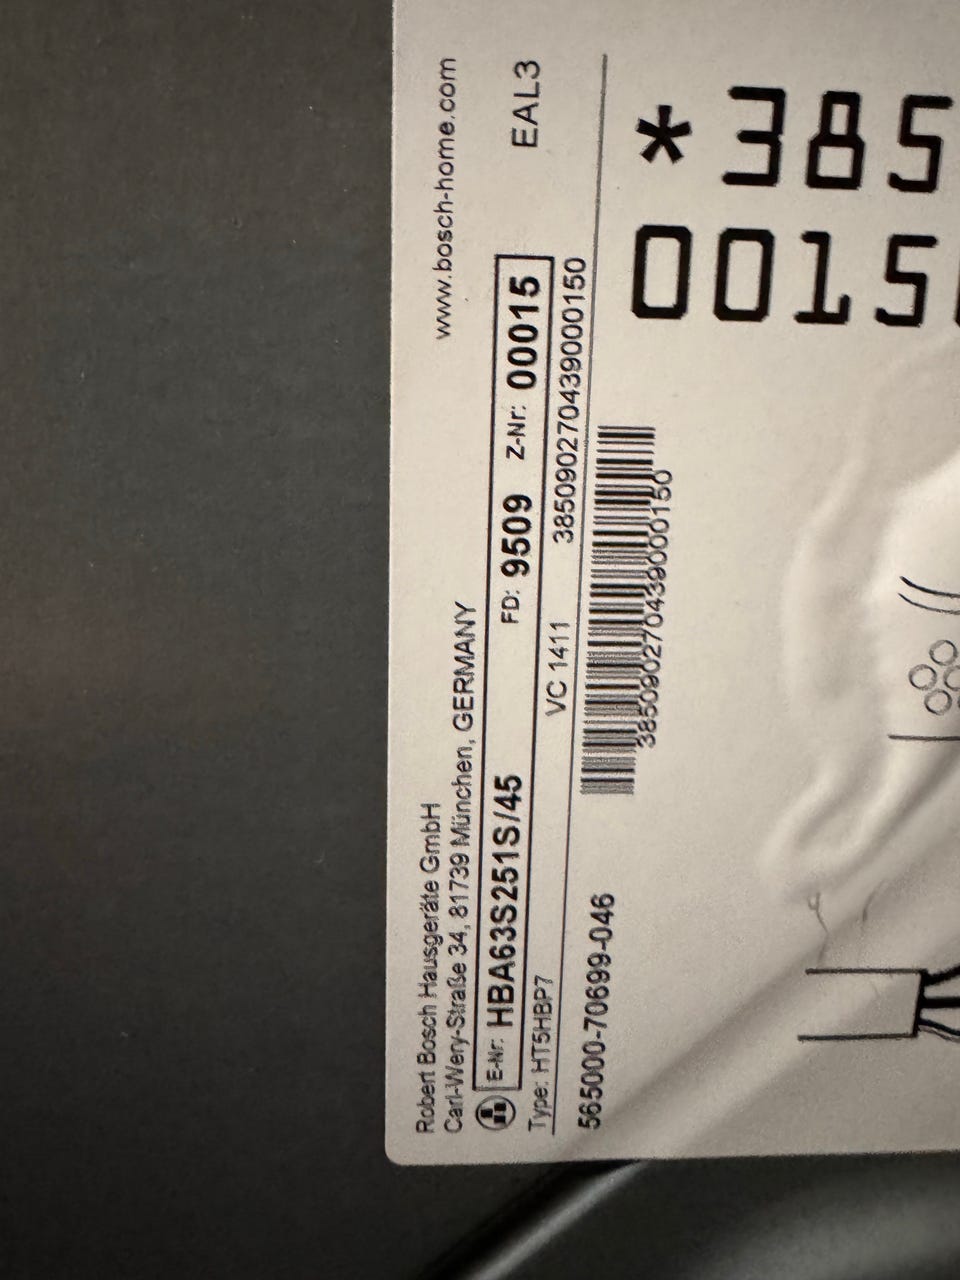 Robert Bosch Hausgeräte GmbH www.bosch-home.com
Carl-Wery-Straße 34, 81739 München, GERMANY
E-Nr: HBA63S251S/45 FD: 9509 Z-Nr: 00015 EAL3
Type: HT5HBP7 VC 1411 385090270439000150
565000-70699-046
385090270439000150
*385
0015